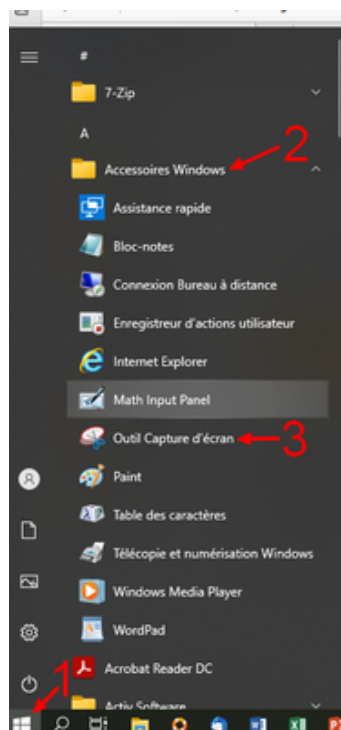 #
7-Zip
A
Accessoires Windows
2
Assistance rapide
Bloc-notes
Connexion Bureau à distance
Enregistreur d'actions utilisateur
Internet Explorer
Math Input Panel
Outil Capture d'écran
3
Paint
Table des caractères
Télécopie et numérisation Windows
Windows Media Player
WordPad
Acrobat Reader DC
1
Activ Software